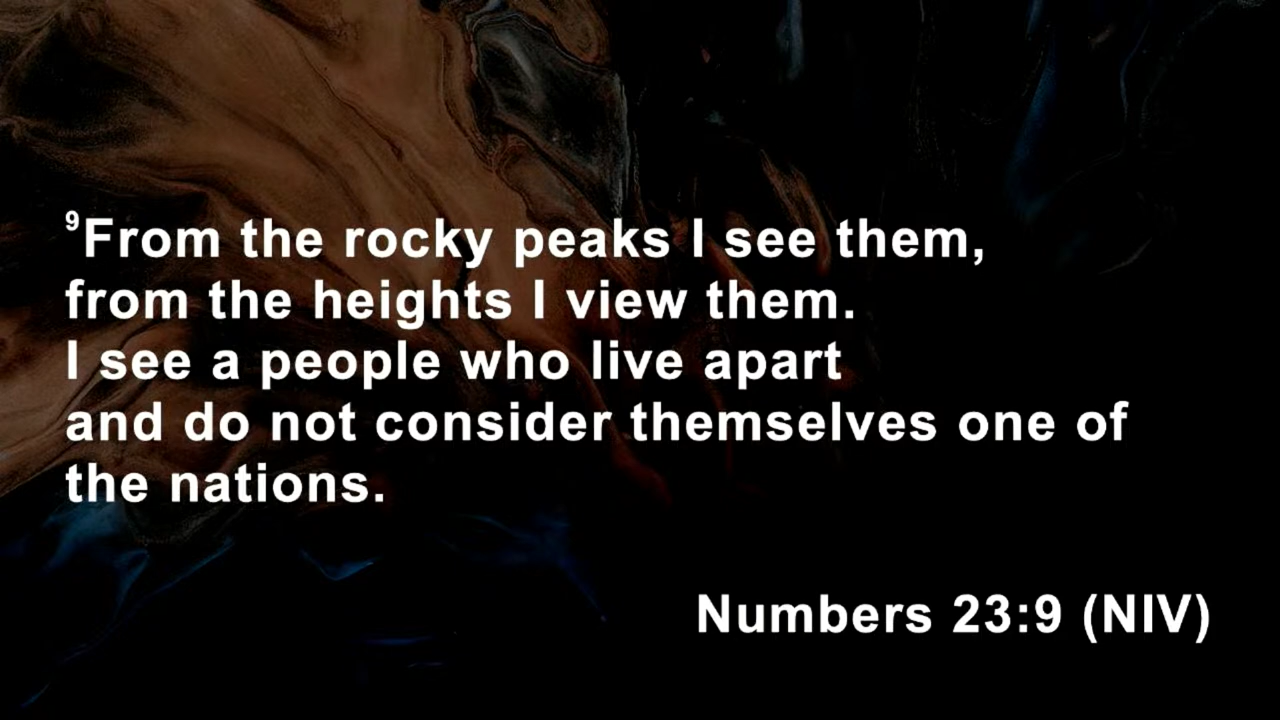 ⁹From the rocky peaks I see them,
from the heights I view them.
I see a people who live apart
and do not consider themselves one of
the nations.
Numbers 23:9 (NIV)